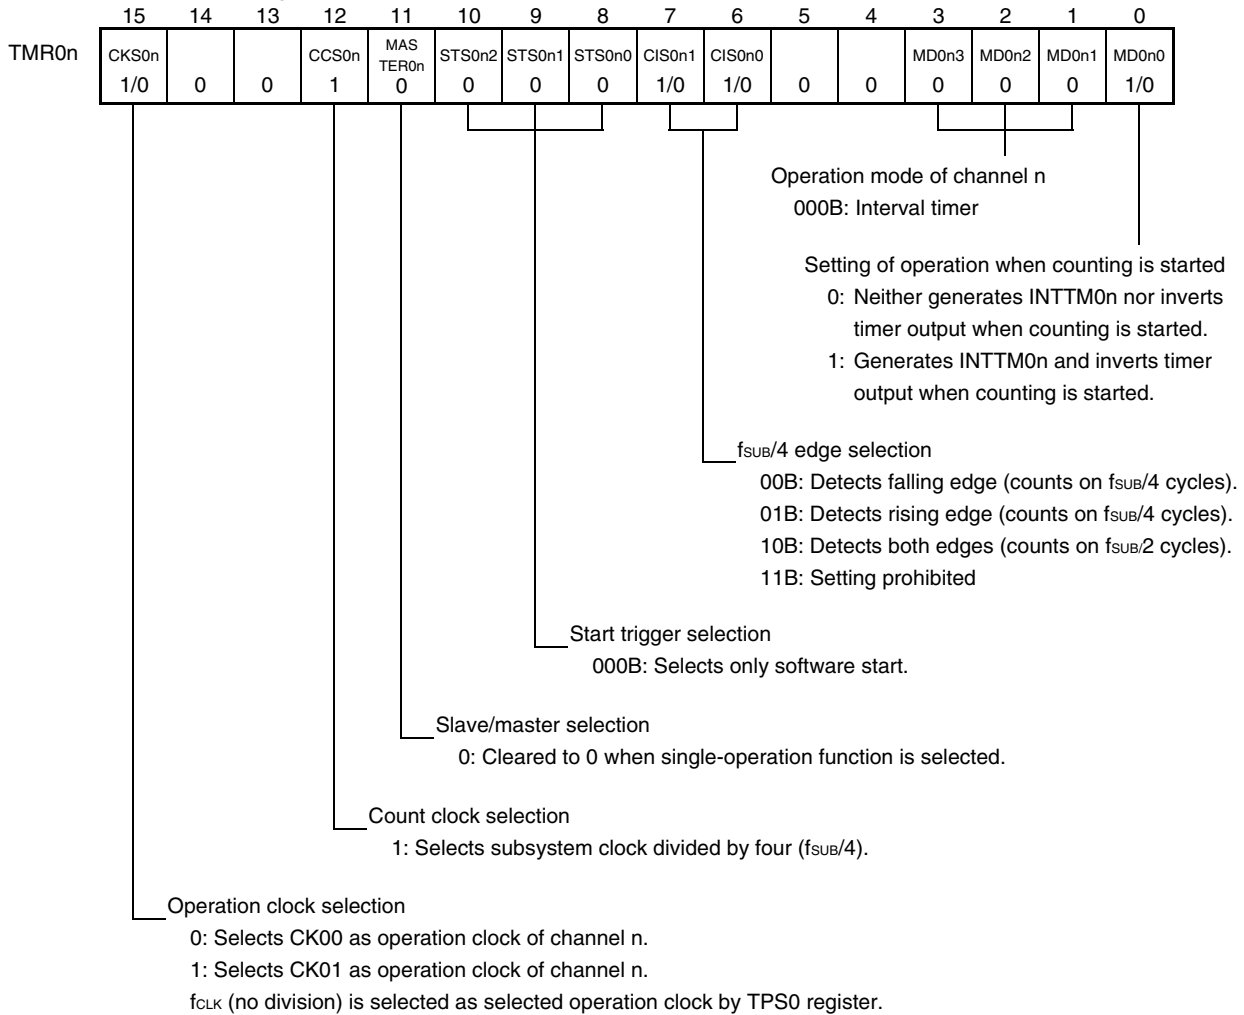 15 14 13 12 11 10 9 8 7 6 5 4 3 2 1 0
TMR0n
CKS0n CCS0n MAS TER0n STS0n2 STS0n1 STS0n0 CIS0n1 CIS0n0 MD0n3 MD0n2 MD0n1 MD0n0
1/0 0 0 1 0 0 0 0 1/0 1/0 0 0 0 0 0 1/0
Operation mode of channel n
000B: Interval timer
Setting of operation when counting is started
0: Neither generates INTTM0n nor inverts
timer output when counting is started.
1: Generates INTTM0n and inverts timer
output when counting is started.
fSUB/4 edge selection
00B: Detects falling edge (counts on fSUB/4 cycles).
01B: Detects rising edge (counts on fSUB/4 cycles).
10B: Detects both edges (counts on fSUB/2 cycles).
11B: Setting prohibited
Start trigger selection
000B: Selects only software start.
Slave/master selection
0: Cleared to 0 when single-operation function is selected.
Count clock selection
1: Selects subsystem clock divided by four (fSUB/4).
Operation clock selection
0: Selects CK00 as operation clock of channel n.
1: Selects CK01 as operation clock of channel n.
fCLK (no division) is selected as selected operation clock by TPS0 register.